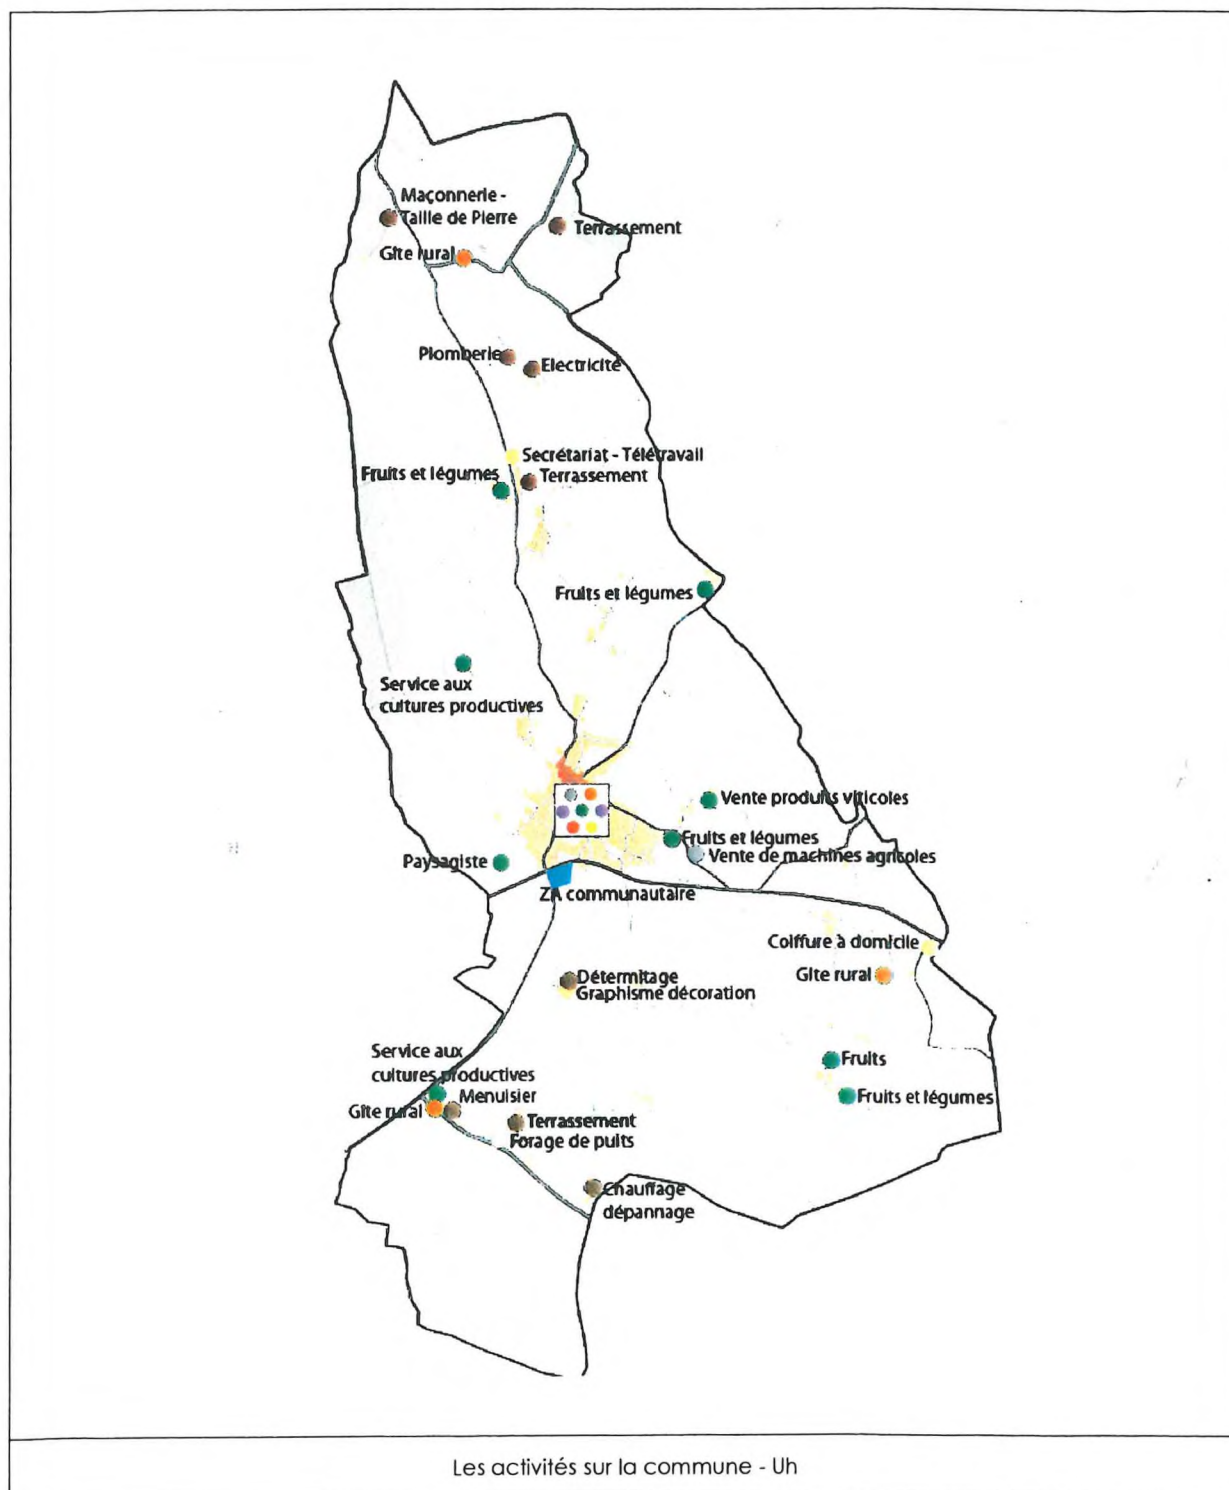 Maçonnerie -
Taille de Pierre
Terrassement
Gîte rural
Plomberie
Electricité
Secrétariat - Télétravail
Fruits et légumes
Terrassement
Fruits et légumes
Service aux
cultures productives
Vente produits viticoles
Fruits et légumes
Vente de machines agricoles
Paysagiste
ZA communautaire
Coiffure à domicile
Gîte rural
Détermitage
Graphisme décoration
Service aux
cultures productives
Fruits
Menuisier
Fruits et légumes
Gîte rural
Terrassement
Forage de puits
Chauffage
dépannage
Les activités sur la commune - Uh